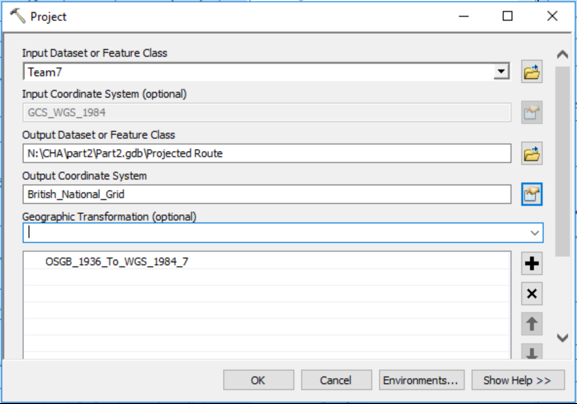 Project
Input Dataset or Feature Class
Team7
Input Coordinate System (optional)
GCS_WGS_1984
Output Dataset or Feature Class
N:\CHA\part2\Part2.gdb\Projected Route
Output Coordinate System
British_National_Grid
Geographic Transformation (optional)
OSGB_1936_To_WGS_1984_7
OK Cancel Environments... Show Help >>